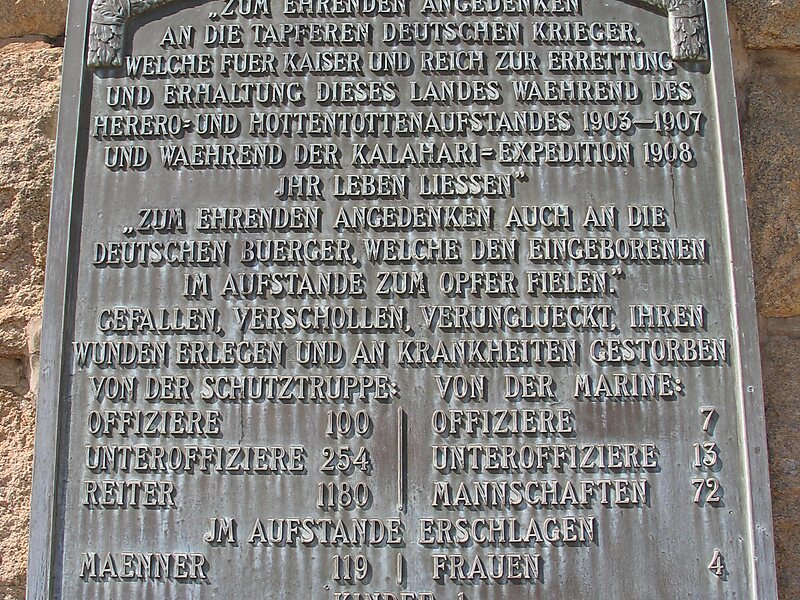 „ZUM EHRENDEN ANGEDENKEN
AN DIE TAPFEREN DEUTSCHEN KRIEGER,
WELCHE FUER KAISER UND REICH ZUR ERRETTUNG
UND ERHALTUNG DIESES LANDES WAEHREND DES
HERERO=UND HOTTENTOTTENAUFSTANDES 1903–1907
UND WAEHREND DER KALAHARI=EXPEDITION 1908
JHR LEBEN LIESSEN“
„ZUM EHRENDEN ANGEDENKEN AUCH AN DIE
DEUTSCHEN BUERGER, WELCHE DEN EINGEBORENEN
IM AUFSTANDE ZUM OPFER FIELEN.“
GEFALLEN, VERSCHOLLEN, VERUNGLUECKT, IHREN
WUNDEN ERLEGEN UND AN KRANKHEITEN GESTORBEN
VON DER SCHUTZTRUPPE: VON DER MARINE:
OFFIZIERE 100 OFFIZIERE 7
UNTEROFFIZIERE 254 UNTEROFFIZIERE 13
REITER 1180 MANNSCHAFTEN 72
JM AUFSTANDE ERSCHLAGEN
MAENNER 119 FRAUEN 4
KINDER 1